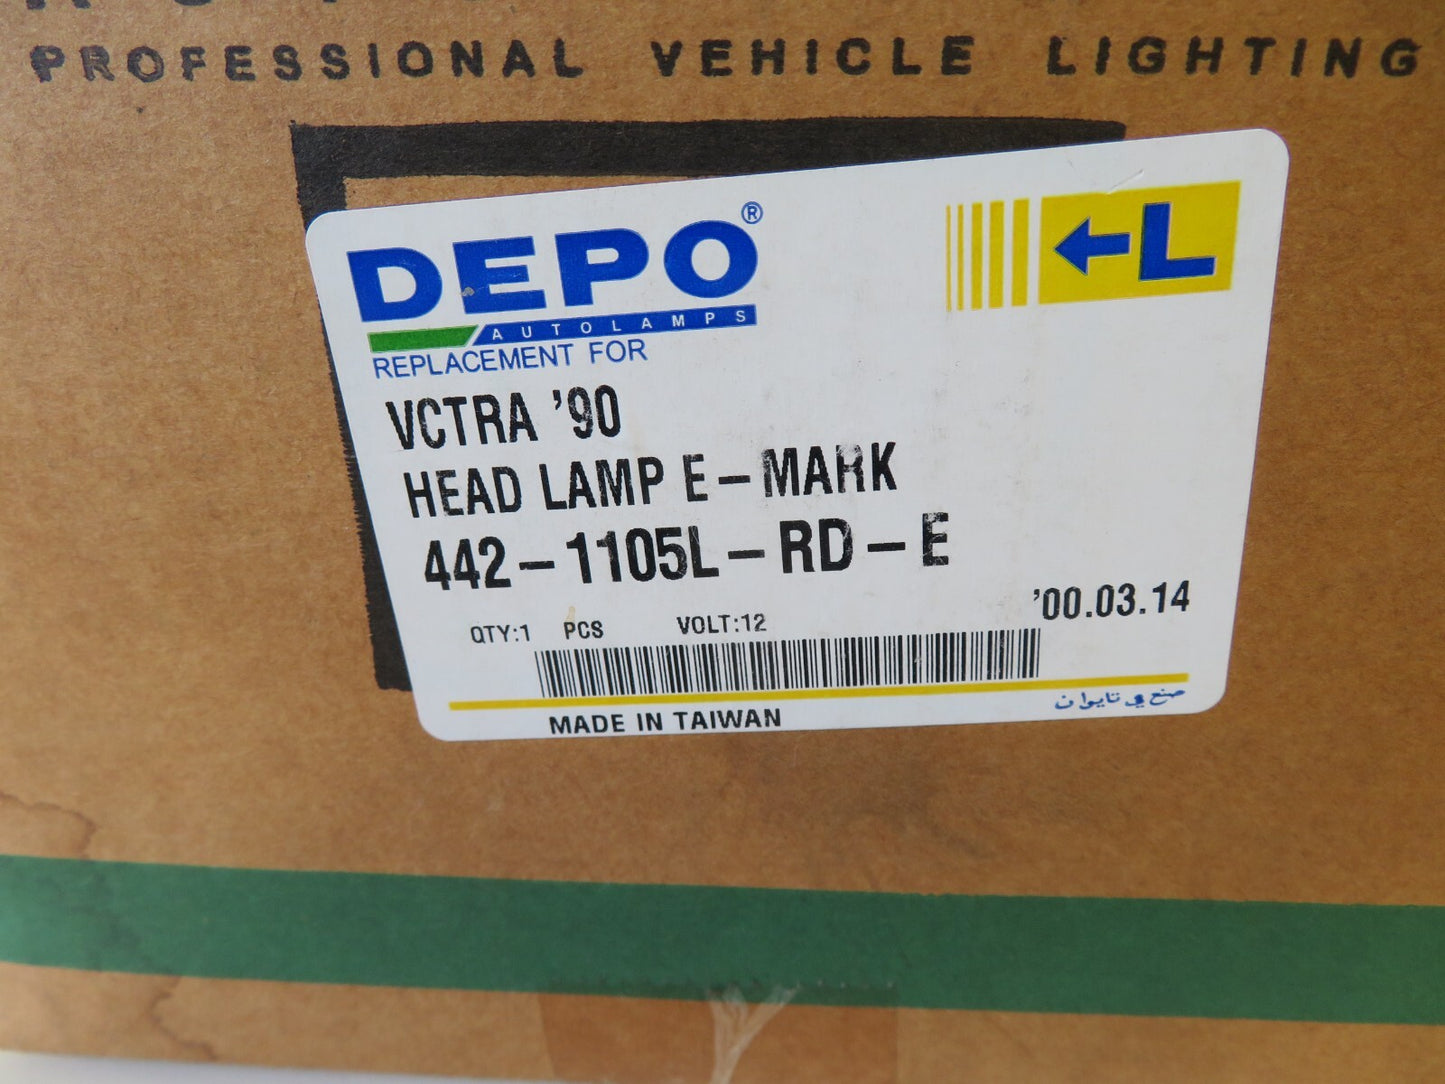 PROFESSIONAL VEHICLE LIGHTING
DEPO®
AUTOLAMPS
L
REPLACEMENT FOR
VCTRA '90
HEAD LAMP E-MARK
442-1105L-RD-E
'00.03.14
QTY:1 PCS VOLT:12
MADE IN TAIWAN
صنع في تايوان